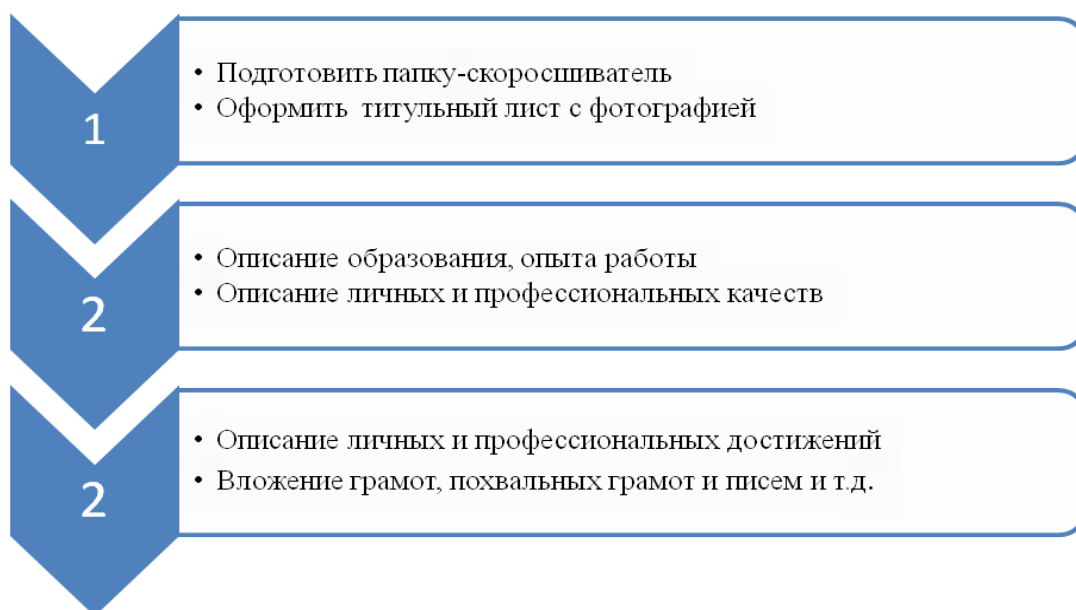 1
• Подготовить папку-скоросшиватель
• Оформить титульный лист с фотографией
2
• Описание образования, опыта работы
• Описание личных и профессиональных качеств
2
• Описание личных и профессиональных достижений
• Вложение грамот, похвальных грамот и писем и т.д.